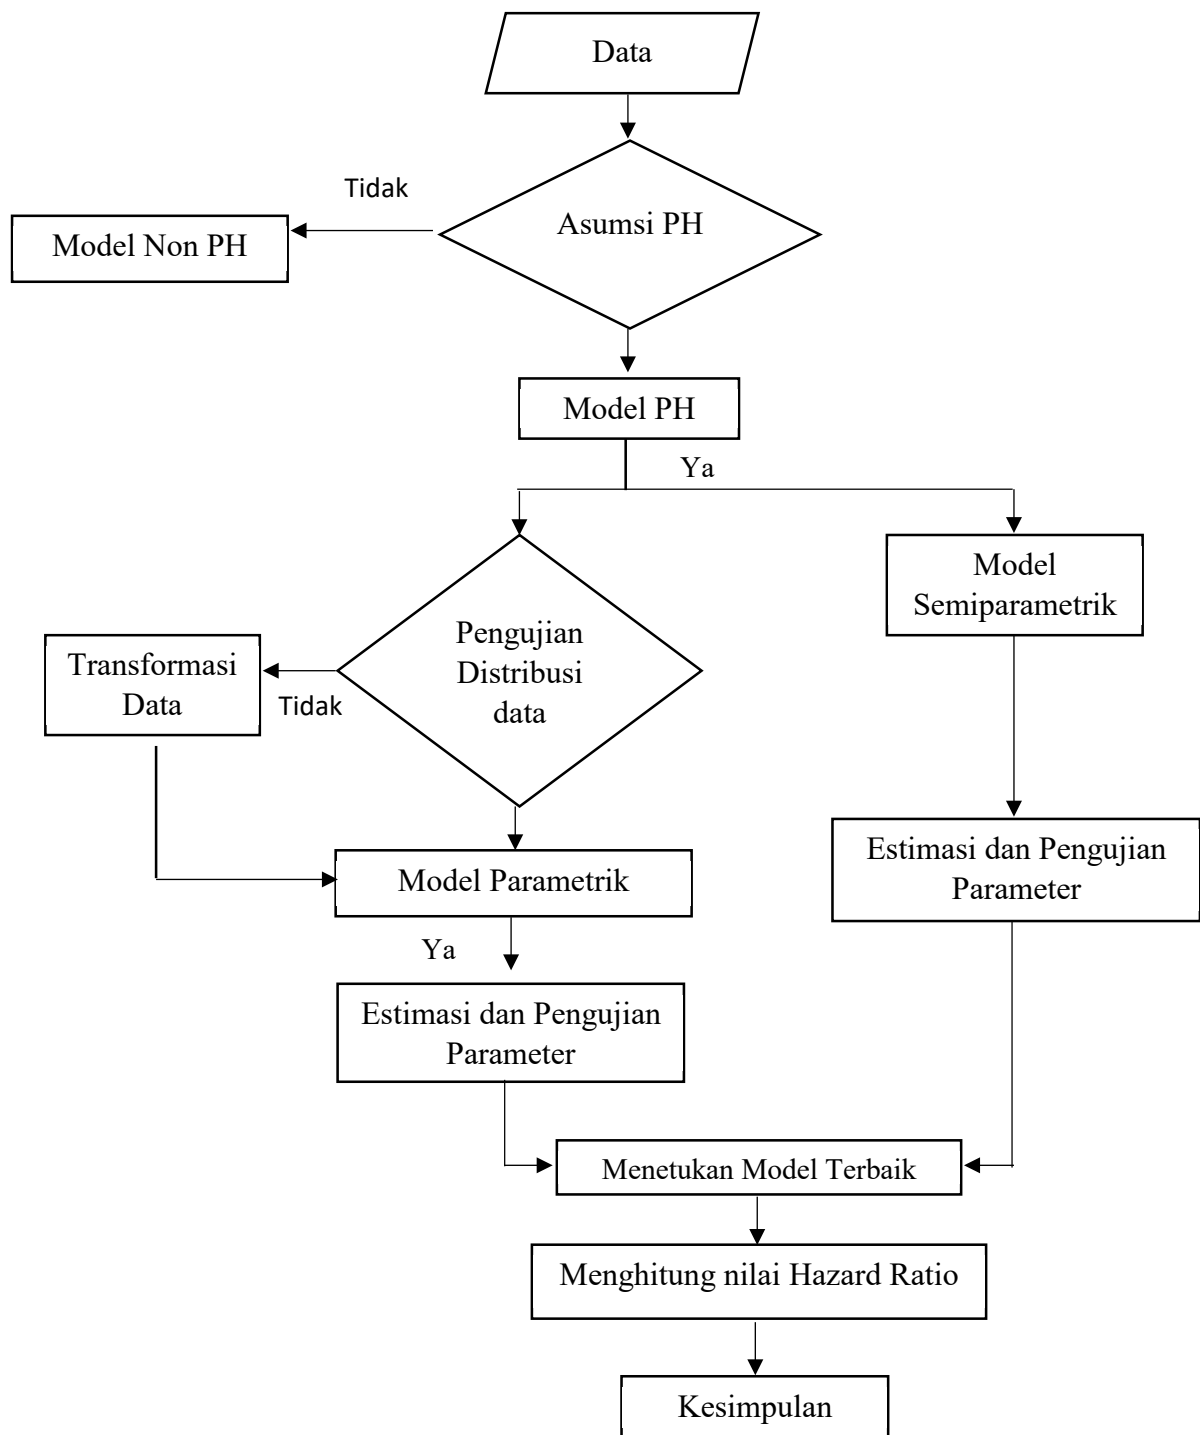 Data
Tidak
Asumsi PH
Model Non PH
Model PH
Ya
Model
Semiparametrik
Pengujian
Distribusi
data
Transformasi
Data
Tidak
Estimasi dan Pengujian
Parameter
Model Parametrik
Ya
Estimasi dan Pengujian
Parameter
Menetukan Model Terbaik
Menghitung nilai Hazard Ratio
Kesimpulan